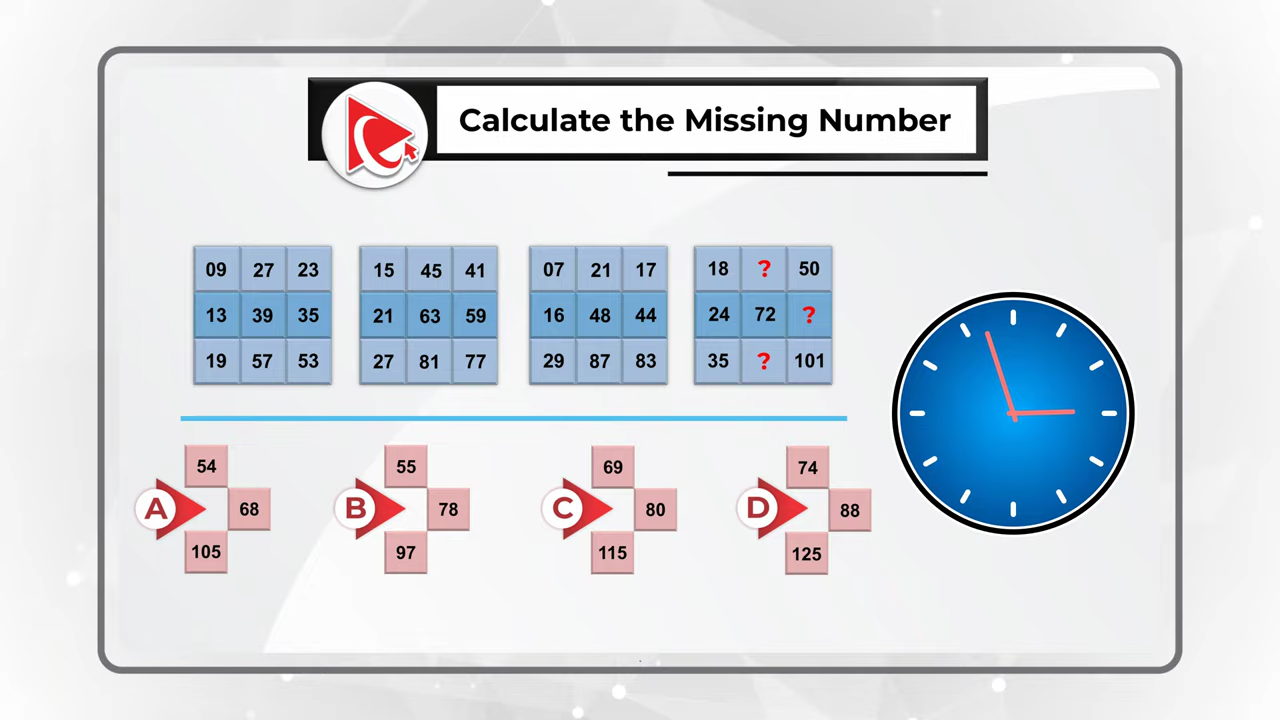 Calculate the Missing Number
09 27 23 15 45 41 07 21 17 18 ? 50
13 39 35 21 63 59 16 48 44 24 72 ?
19 57 53 27 81 77 29 87 83 35 ? 101
54 55 69 74
A 68 B 78 C 80 D 88
105 97 115 125